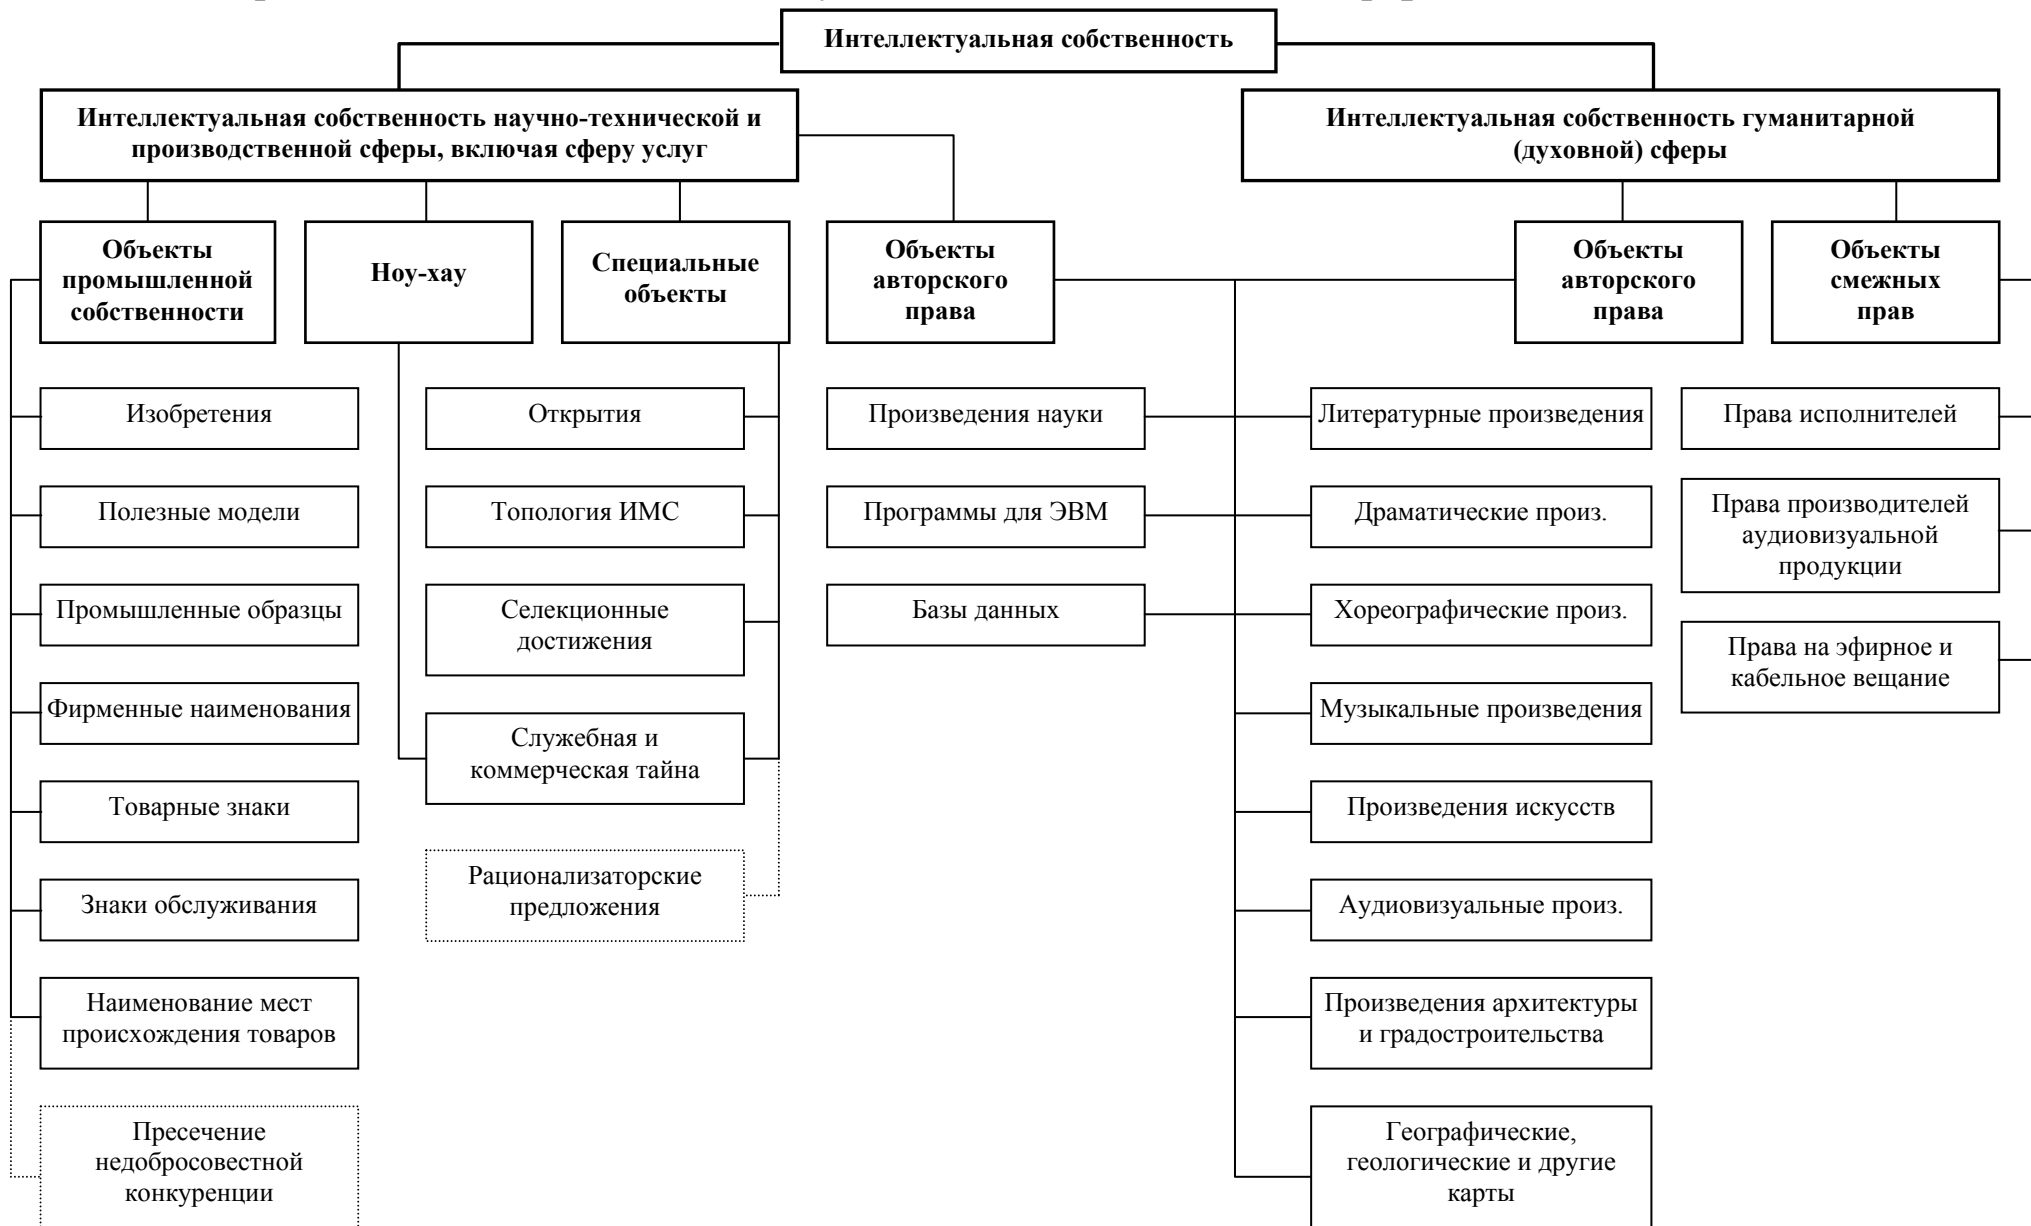 Интеллектуальная собственность
Интеллектуальная собственность научно-технической и
производственной сферы, включая сферу услуг
Интеллектуальная собственность гуманитарной
(духовной) сферы
Объекты
промышленной
собственности
Ноу-хау
Специальные
объекты
Объекты
авторского
права
Объекты
авторского
права
Объекты
смежных
прав
Изобретения
Полезные модели
Промышленные образцы
Фирменные наименования
Товарные знаки
Знаки обслуживания
Наименование мест
происхождения товаров
Пресечение
недобросовестной
конкуренции
Открытия
Топология ИМС
Селекционные
достижения
Служебная и
коммерческая тайна
Рационализаторские
предложения
Произведения науки
Программы для ЭВМ
Базы данных
Литературные произведения
Драматические произ.
Хореографические произ.
Музыкальные произведения
Произведения искусств
Аудиовизуальные произ.
Произведения архитектуры
и градостроительства
Географические,
геологические и другие
карты
Права исполнителей
Права производителей
аудиовизуальной
продукции
Права на эфирное и
кабельное вещание